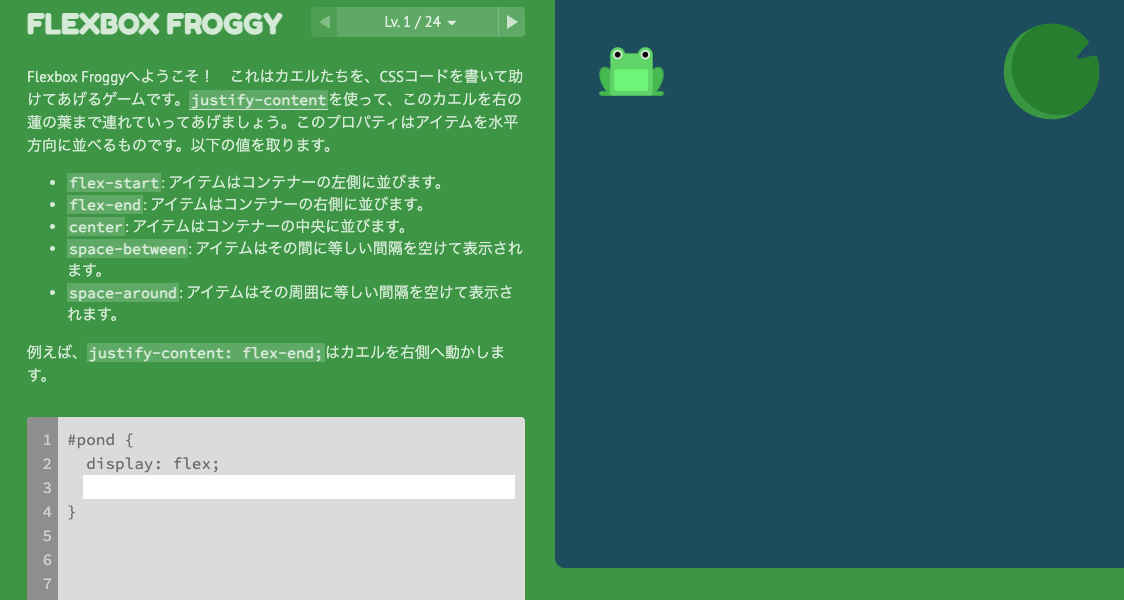 FLEXBOX FROGGY
Lv. 1 / 24
Flexbox Froggyへようこそ！　これはカエルたちを、CSSコードを書いて助
けてあげるゲームです。justify-contentを使って、このカエルを右の
蓮の葉まで連れていってあげましょう。このプロパティはアイテムを水平
方向に並べるものです。以下の値を取ります。
• flex-start: アイテムはコンテナーの左側に並びます。
• flex-end: アイテムはコンテナーの右側に並びます。
• center: アイテムはコンテナーの中央に並びます。
• space-between: アイテムはその間に等しい間隔を空けて表示され
ます。
• space-around: アイテムはその周囲に等しい間隔を空けて表示さ
れます。
例えば、justify-content: flex-end;はカエルを右側へ動かしま
す。
1 #pond {
2 display: flex;
3
4 }
5
6
7